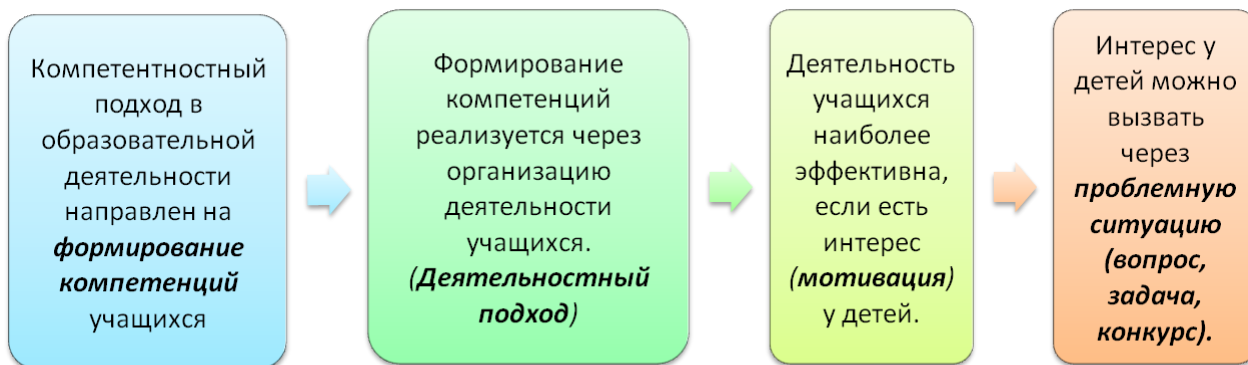 Компетентностный
подход в
образовательной
деятельности
направлен на
формирование
компетенций
учащихся
Формирование
компетенций
реализуется через
организацию
деятельности
учащихся.
(Деятельностный
подход)
Деятельность
учащихся
наиболее
эффективна,
если есть
интерес
(мотивация)
у детей.
Интерес у
детей можно
вызвать
через
проблемную
ситуацию
(вопрос,
задача,
конкурс).